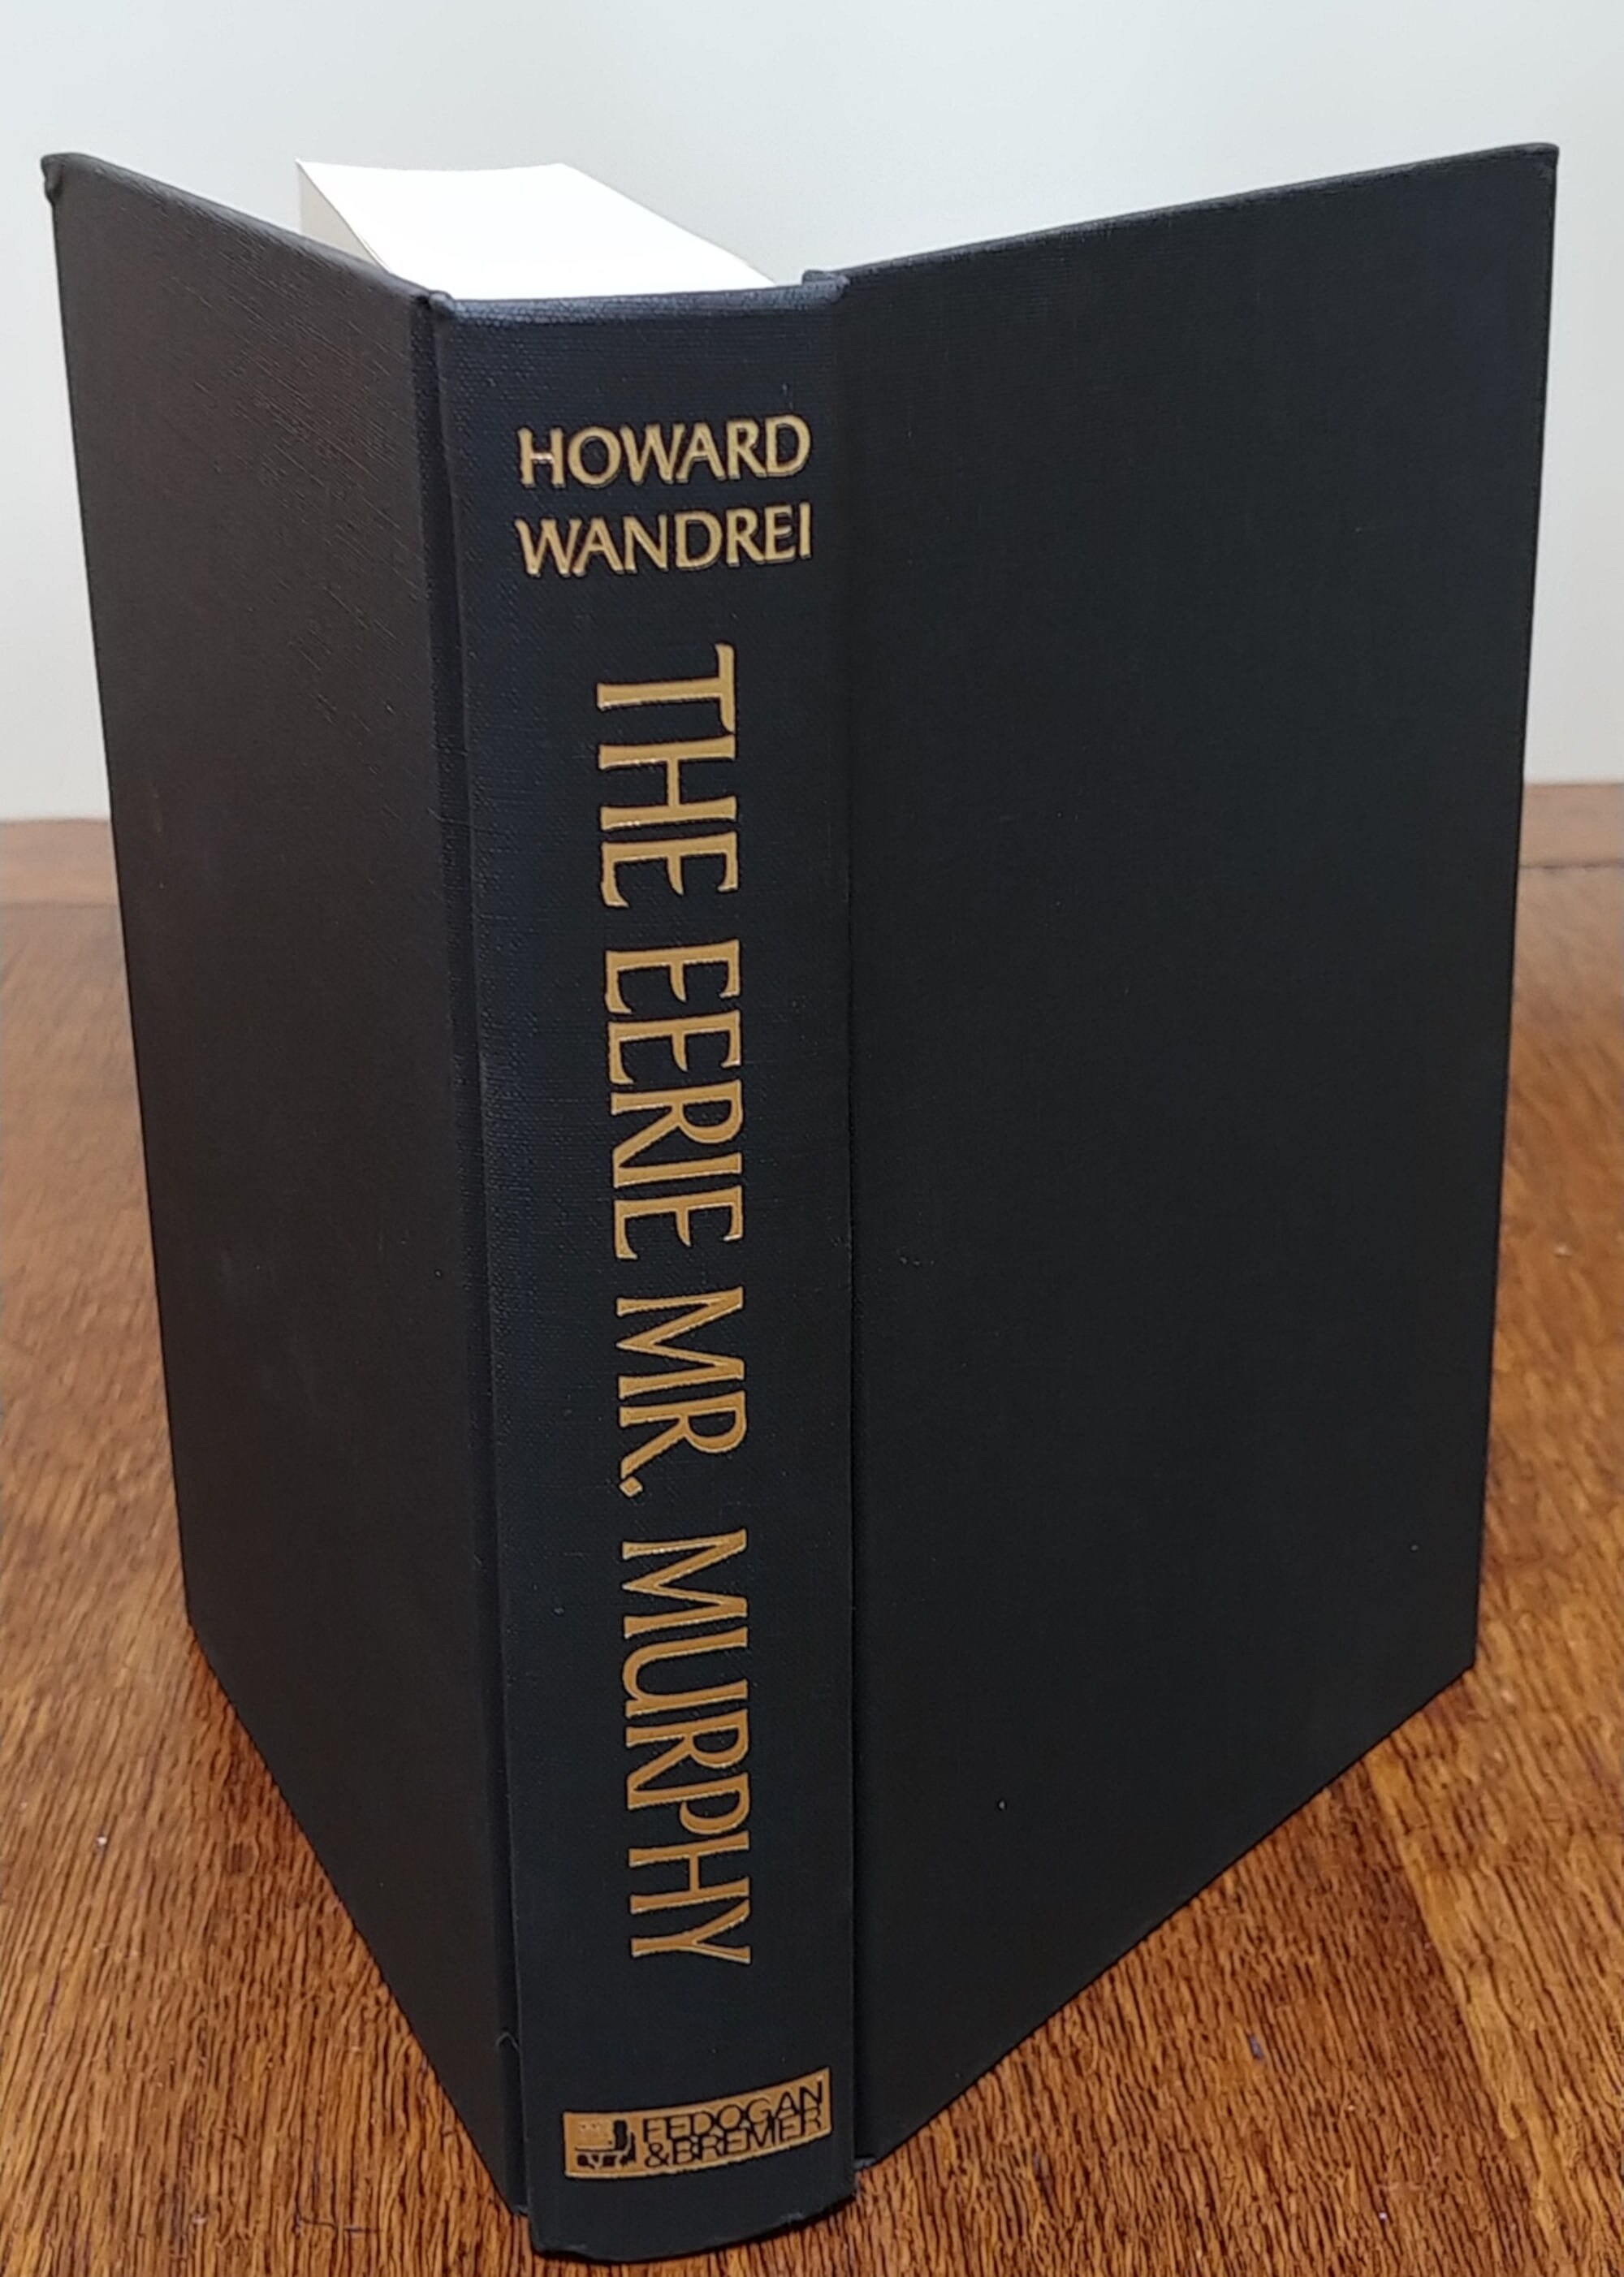 HOWARD
WANDREI
THE EERIE MR. MURPHY
FEDOGAN
&BREMER